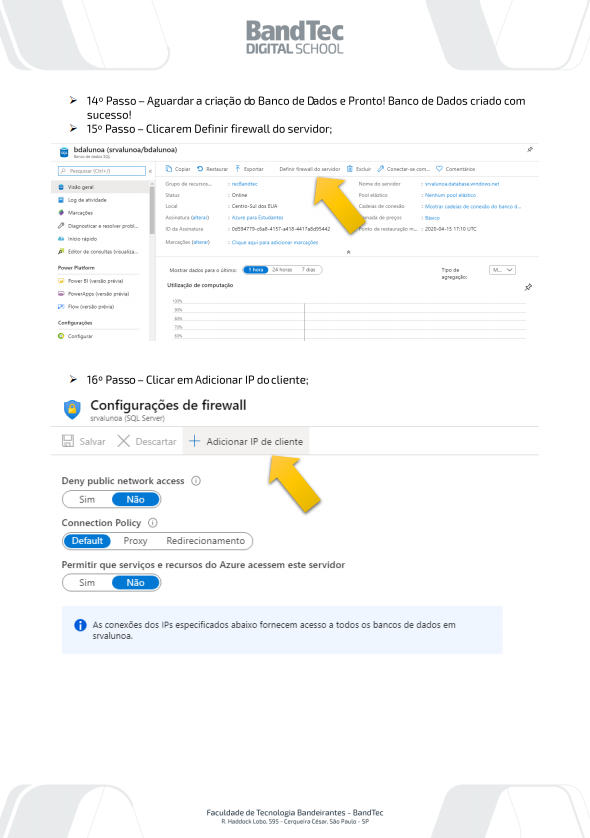 BandTec
DIGITAL SCHOOL
➢ 14º Passo – Aguardar a criação do Banco de Dados e Pronto! Banco de Dados criado com
sucesso!
➢ 15º Passo – Clicar em Definir firewall do servidor;
bdalunoa (srvalunoa/bdalunoa)
Banco de dados SQL
Pesquisar (Ctrl+/)
Copiar Restaurar Exportar Definir firewall do servidor Excluir Conectar-se com... Comentários
Visão geral
Log de atividade
Marcações
Diagnosticar e resolver probl...
Início rápido
Editor de consultas (visualiza...
Power Platform
Power BI (versão prévia)
PowerApps (versão prévia)
Flow (versão prévia)
Configurações
Configurar
Grupo de recursos... : recBandtec
Status : Online
Local : Centro-Sul dos EUA
Assinatura (alterar) : Azure para Estudantes
ID da Assinatura
Marcações (alterar) : Clique aqui para adicionar marcações
Nome do servidor : srvalunoa.database.windows.net
Pool elástico : Nenhum pool elástico
Cadeias de conexão : Mostrar cadeias de conexão do banco d...
de preços : Básico
Ponto de restauração m... : 2020-04-15 17:10 UTC
Mostrar dados para o último: 1 hora 24 horas 7 dias
Tipo de
agregação:
M...
Utilização de computação
100%
90%
80%
70%
60%
➢ 16º Passo – Clicar em Adicionar IP do cliente;
Configurações de firewall
srvalunoa (SQL Server)
Salvar Descartar Adicionar IP de cliente
Deny public network access
Sim Não
Connection Policy
Default Proxy Redirecionamento
Permitir que serviços e recursos do Azure acessem este servidor
Sim Não
As conexões dos IPs especificados abaixo fornecem acesso a todos os bancos de dados em
srvalunoa.
Faculdade de Tecnologia Bandeirantes - BandTec
R. Haddock Lobo, 595 - Cerqueira César, São Paulo - SP